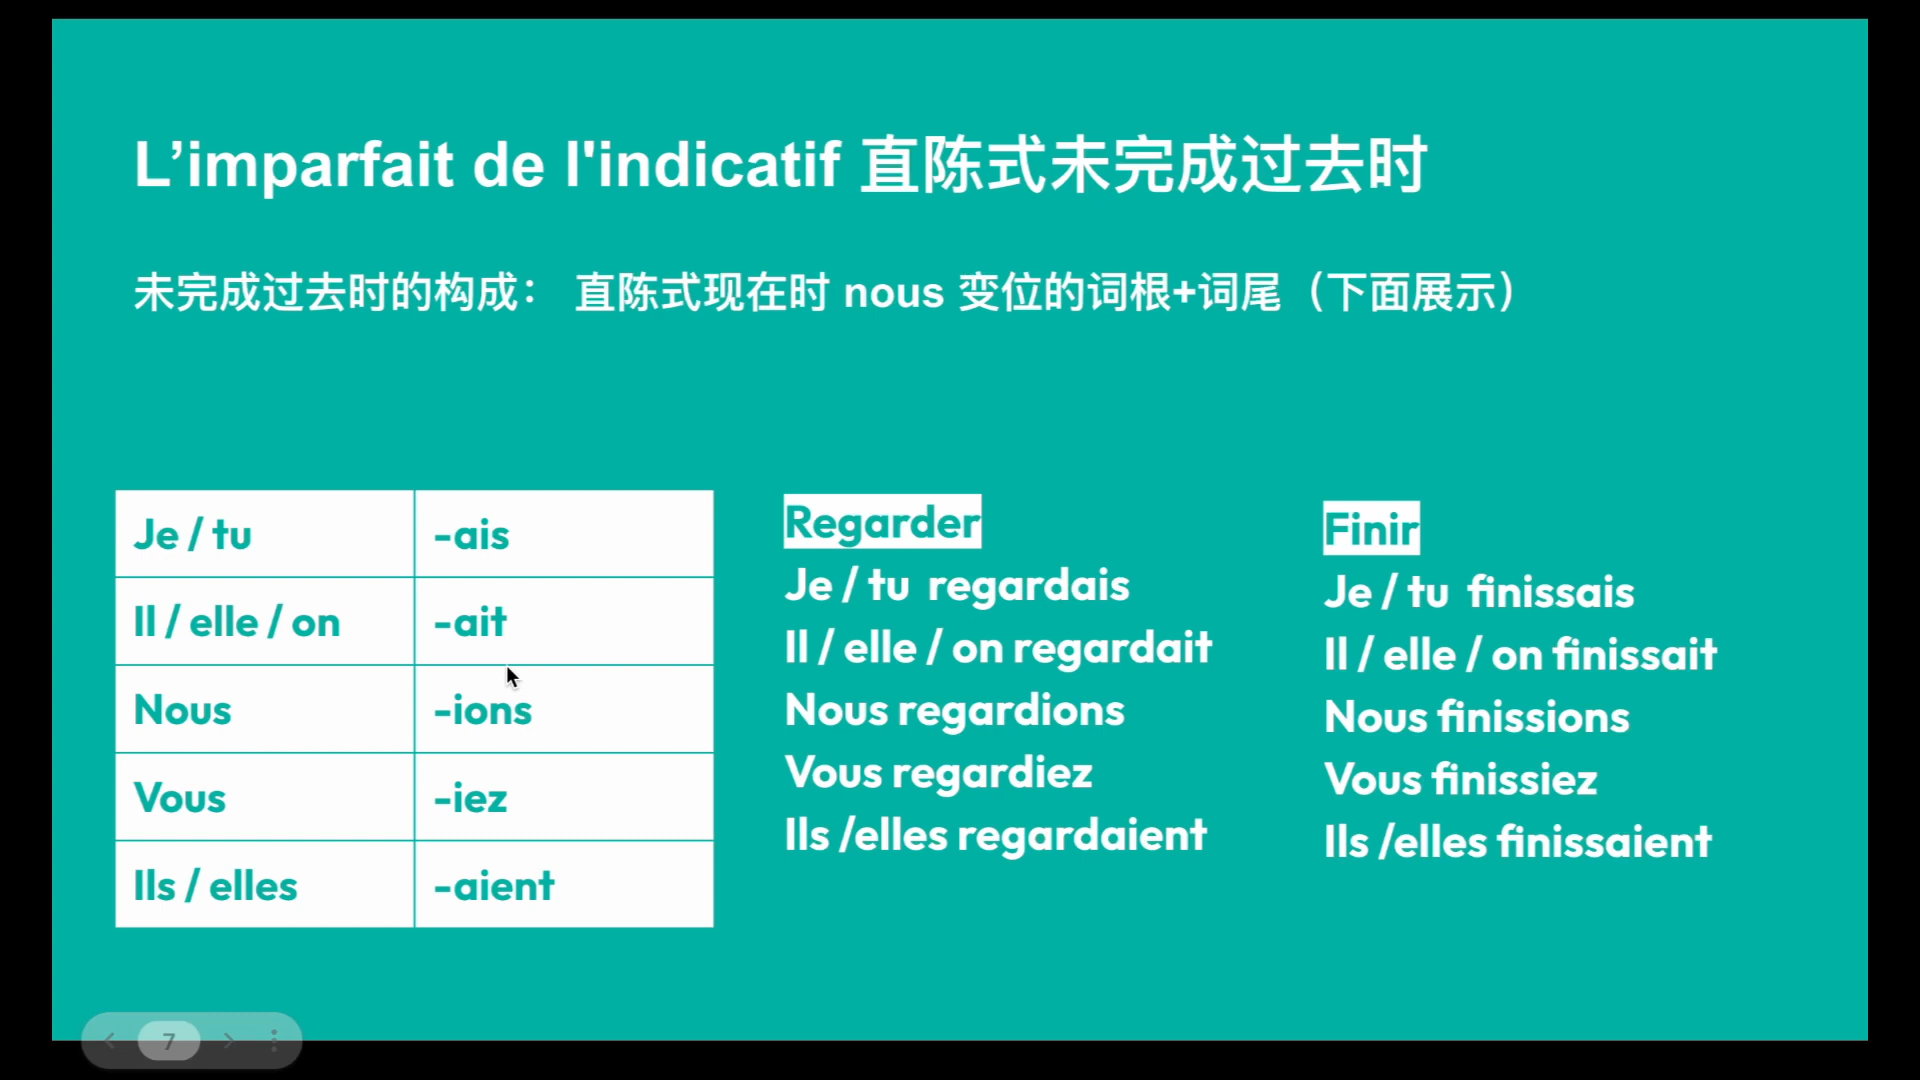 L’imparfait de l'indicatif 直陈式未完成过去时
未完成过去时的构成： 直陈式现在时 nous 变位的词根+词尾（下面展示）
Je / tu -ais
Il / elle / on -ait
Nous -ions
Vous -iez
Ils / elles -aient
Regarder
Je / tu regardais
Il / elle / on regardait
Nous regardions
Vous regardiez
Ils /elles regardaient
Finir
Je / tu finissais
Il / elle / on finissait
Nous finissions
Vous finissiez
Ils /elles finissaient
7